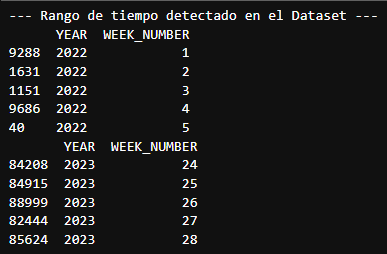 --- Rango de tiempo detectado en el Dataset ---
      YEAR  WEEK_NUMBER
9288  2022            1
1631  2022            2
1151  2022            3
9686  2022            4
40    2022            5
       YEAR  WEEK_NUMBER
84208  2023           24
84915  2023           25
88999  2023           26
82444  2023           27
85624  2023           28